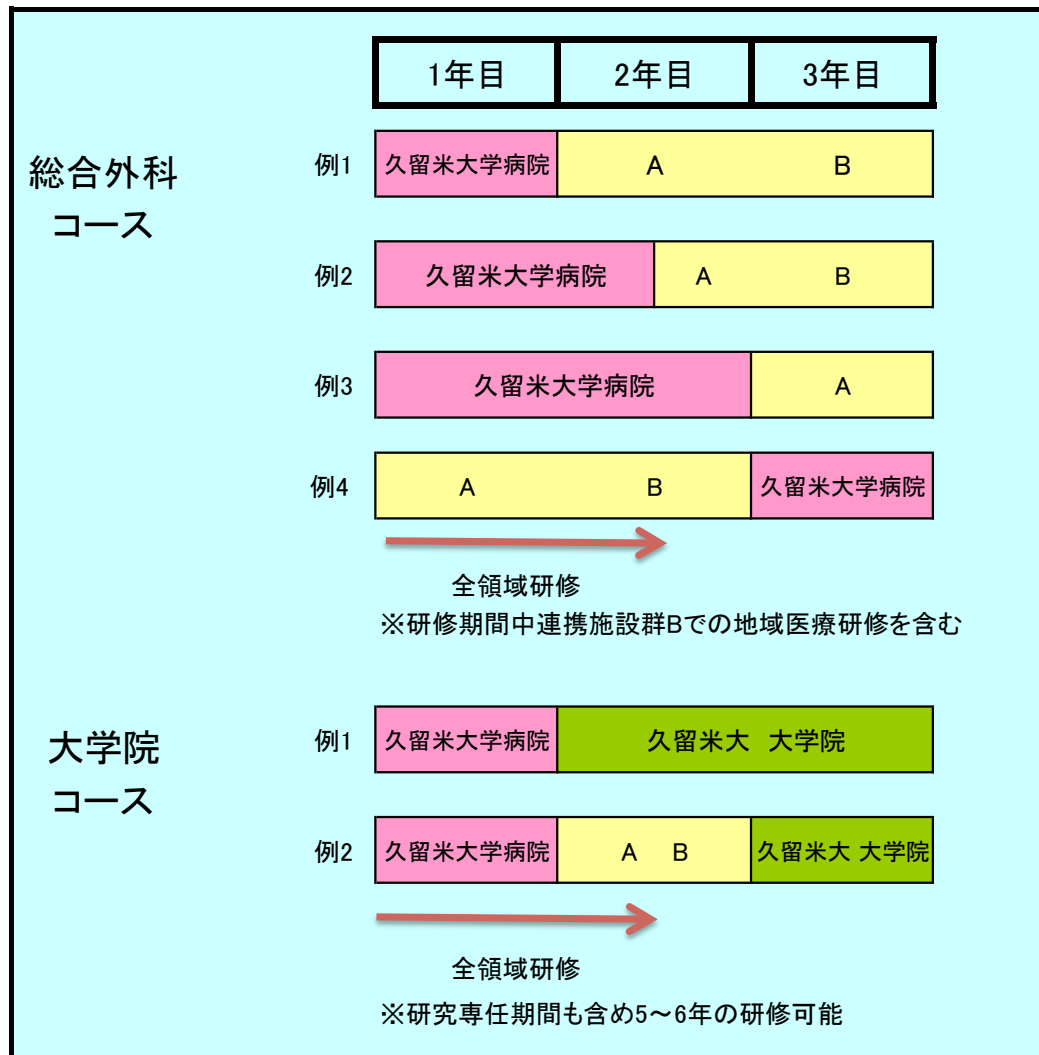 1年目 2年目 3年目
総合外科
コース
例1 久留米大学病院 A B
例2 久留米大学病院 A B
例3 久留米大学病院 A
例4 A B 久留米大学病院
全領域研修
※研修期間中連携施設群Bでの地域医療研修を含む
大学院
コース
例1 久留米大学病院 久留米大 大学院
例2 久留米大学病院 A B 久留米大 大学院
全領域研修
※研究専任期間も含め5～6年の研修可能